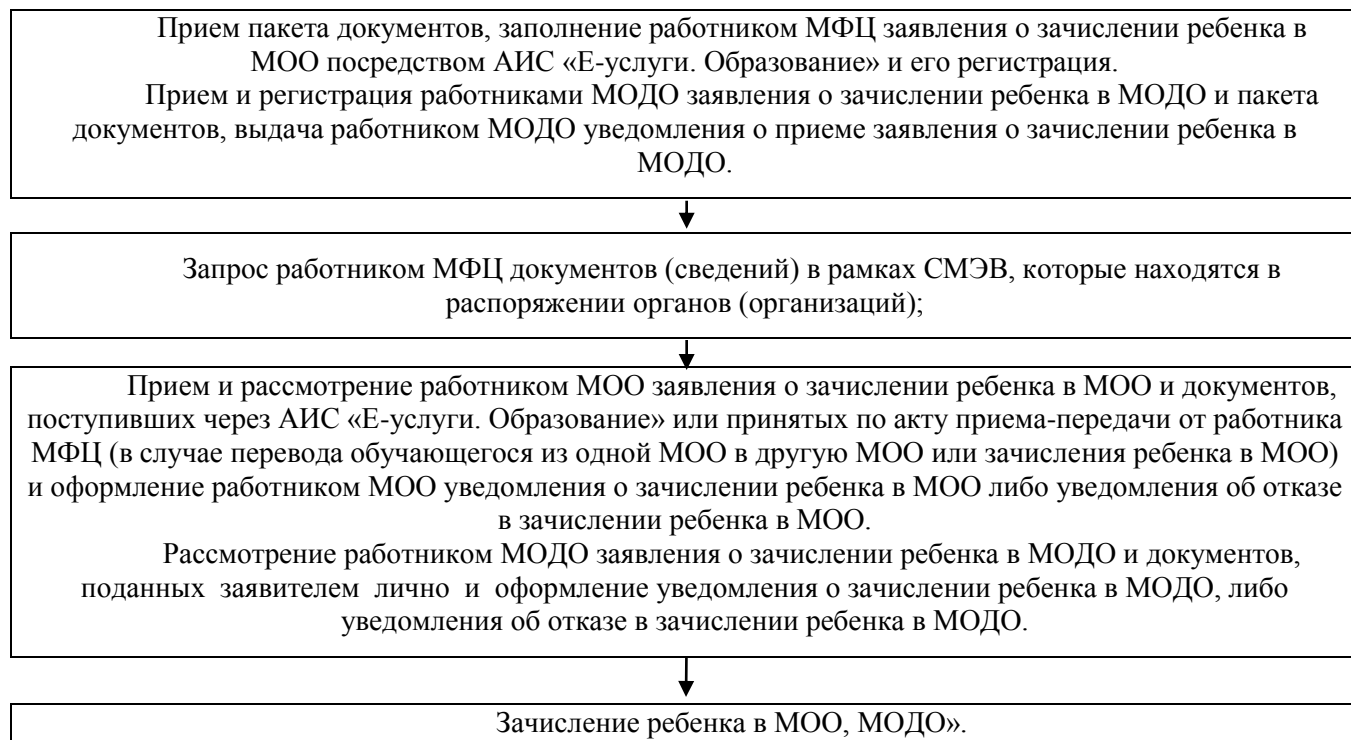 Прием пакета документов, заполнение работником МФЦ заявления о зачислении ребенка в
МОО посредством АИС «Е-услуги. Образование» и его регистрация.
Прием и регистрация работниками МОДО заявления о зачислении ребенка в МОДО и пакета
документов, выдача работником МОДО уведомления о приеме заявления о зачислении ребенка в
МОДО.
Запрос работником МФЦ документов (сведений) в рамках СМЭВ, которые находятся в
распоряжении органов (организаций);
Прием и рассмотрение работником МОО заявления о зачислении ребенка в МОО и документов,
поступивших через АИС «Е-услуги. Образование» или принятых по акту приема-передачи от работника
МФЦ (в случае перевода обучающегося из одной МОО в другую МОО или зачисления ребенка в МОО)
и оформление работником МОО уведомления о зачислении ребенка в МОО либо уведомления об отказе
в зачислении ребенка в МОО.
Рассмотрение работником МОДО заявления о зачислении ребенка в МОДО и документов,
поданных заявителем лично и оформление уведомления о зачислении ребенка в МОДО, либо
уведомления об отказе в зачислении ребенка в МОДО.
Зачисление ребенка в МОО, МОДО».